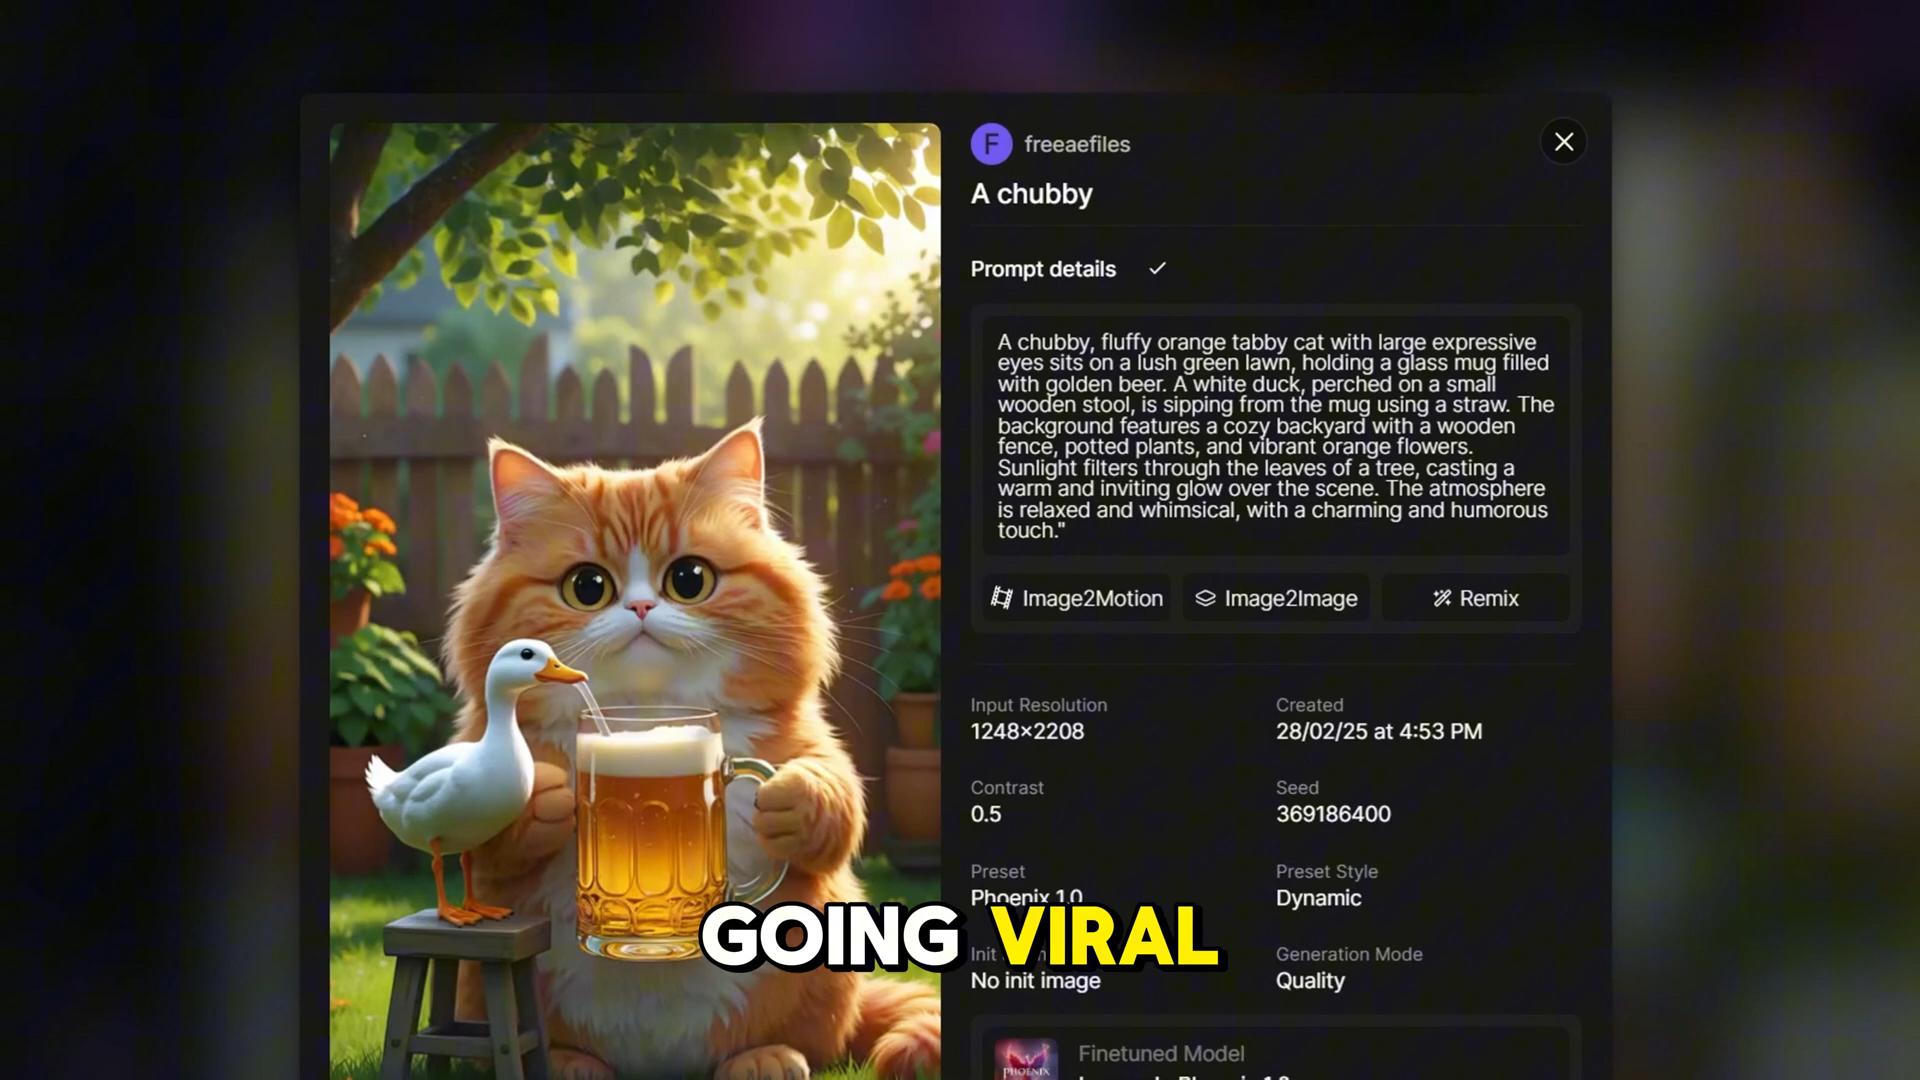 F freeaefiles
A chubby
Prompt details
A chubby, fluffy orange tabby cat with large expressive
eyes sits on a lush green lawn, holding a glass mug filled
with golden beer. A white duck, perched on a small
wooden stool, is sipping from the mug using a straw. The
background features a cozy backyard with a wooden
fence, potted plants, and vibrant orange flowers.
Sunlight filters through the leaves of a tree, casting a
warm and inviting glow over the scene. The atmosphere
is relaxed and whimsical, with a charming and humorous
touch."
Image2Motion Image2Image Remix
Input Resolution
1248×2208
Created
28/02/25 at 4:53 PM
Contrast
0.5
Seed
369186400
Preset
Phoenix 1.0
Preset Style
Dynamic
GOING VIRAL
Init
No init image
Generation Mode
Quality
PHOENIX
Finetuned Model